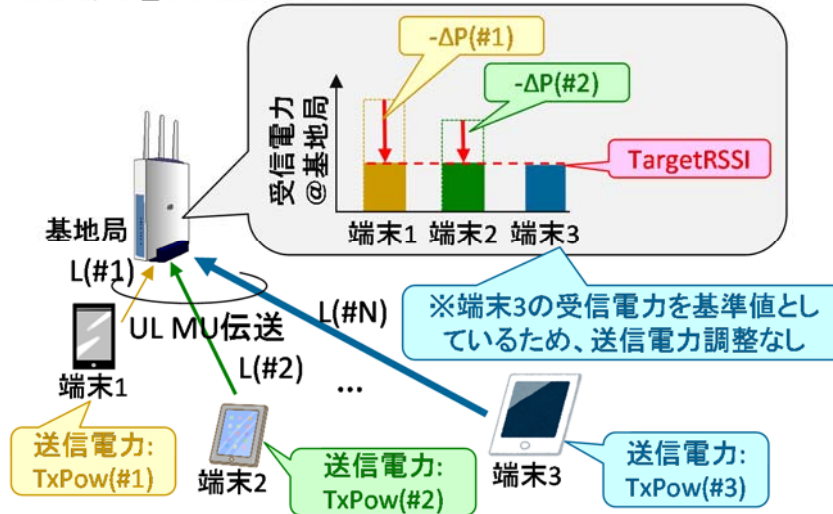 -ΔP(#1)
-ΔP(#2)
受信電力
@基地局
TargetRSSI
端末1 端末2 端末3
基地局
L(#1)
UL MU伝送
L(#N)
※端末3の受信電力を基準値とし
ているため、送信電力調整なし
L(#2)
...
端末1
端末2
端末3
送信電力:
TxPow(#1)
送信電力:
TxPow(#2)
送信電力:
TxPow(#3)